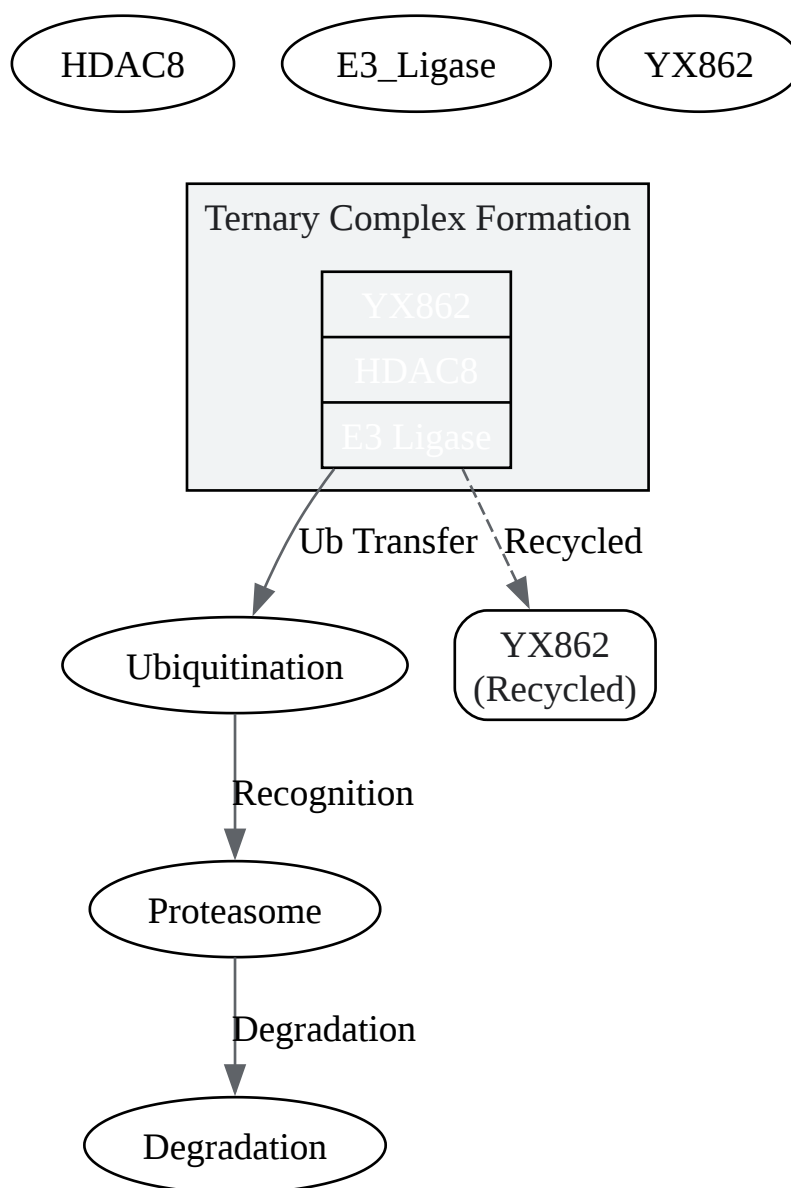 HDAC8
E3_Ligase
YX862
Ternary Complex Formation
YX862
HDAC8
E3 Ligase
Ub Transfer
Recycled
Ubiquitination
YX862
(Recycled)
Recognition
Proteasome
Degradation
Degradation